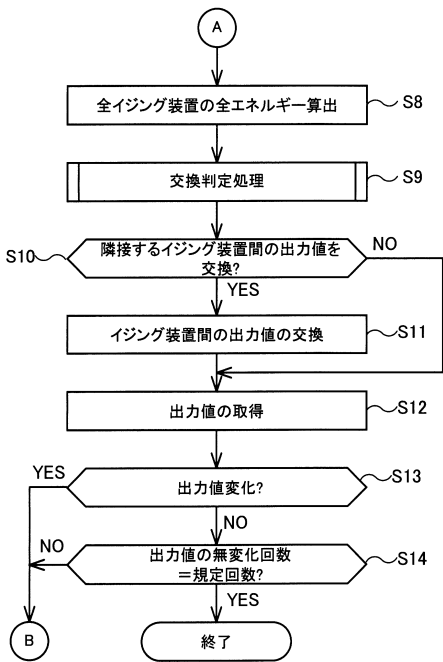 A
全イジング装置の全エネルギー算出
S8
交換判定処理
S9
S10
隣接するイジング装置間の出力値を
交換?
NO
YES
イジング装置間の出力値の交換
S11
出力値の取得
S12
YES
出力値変化?
S13
NO
NO
出力値の無変化回数
=規定回数?
S14
YES
B
終了